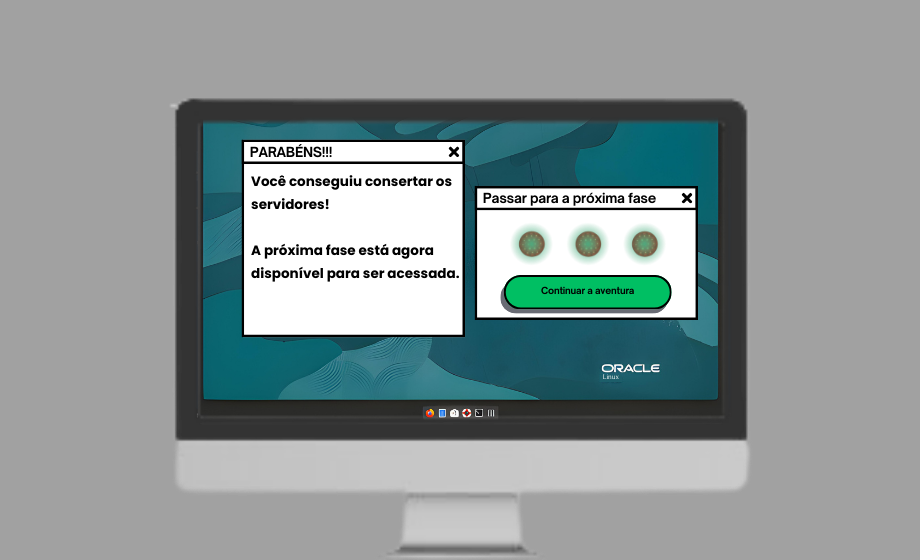 PARABÉNS!!!
Você conseguiu consertar os
servidores!
A próxima fase está agora
disponível para ser acessada.
Passar para a próxima fase
Continuar a aventura
ORACLE
Linux